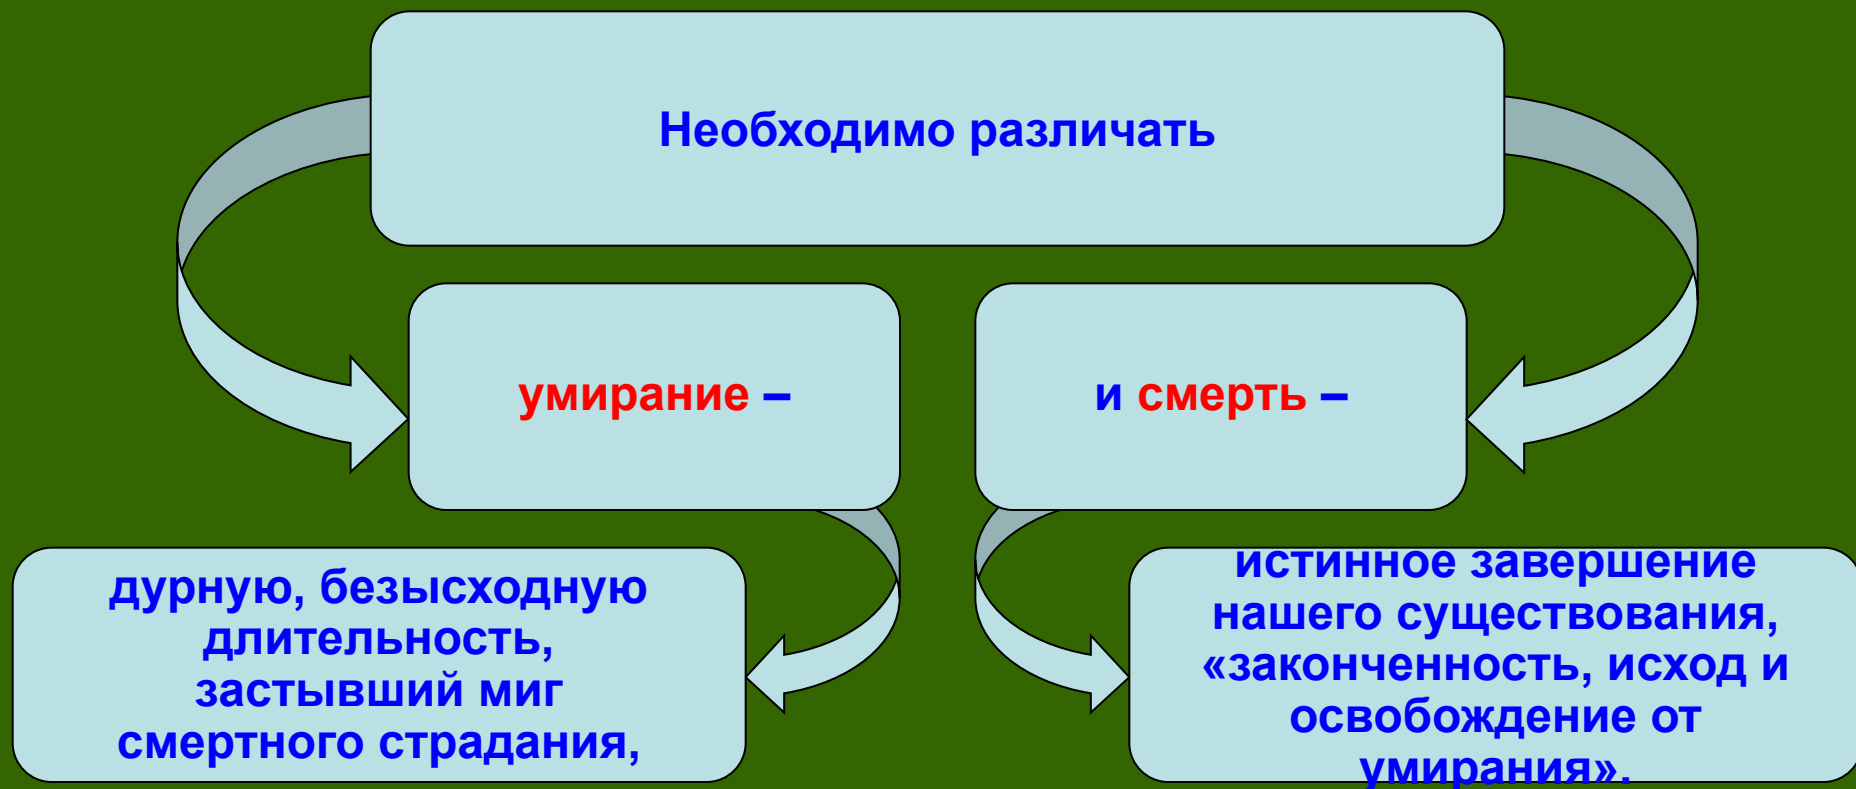 Необходимо различать
умирание –
и смерть –
дурную, безысходную
длительность,
застывший миг
смертного страдания,
истинное завершение
нашего существования,
«законченность, исход и
освобождение от
умирания».